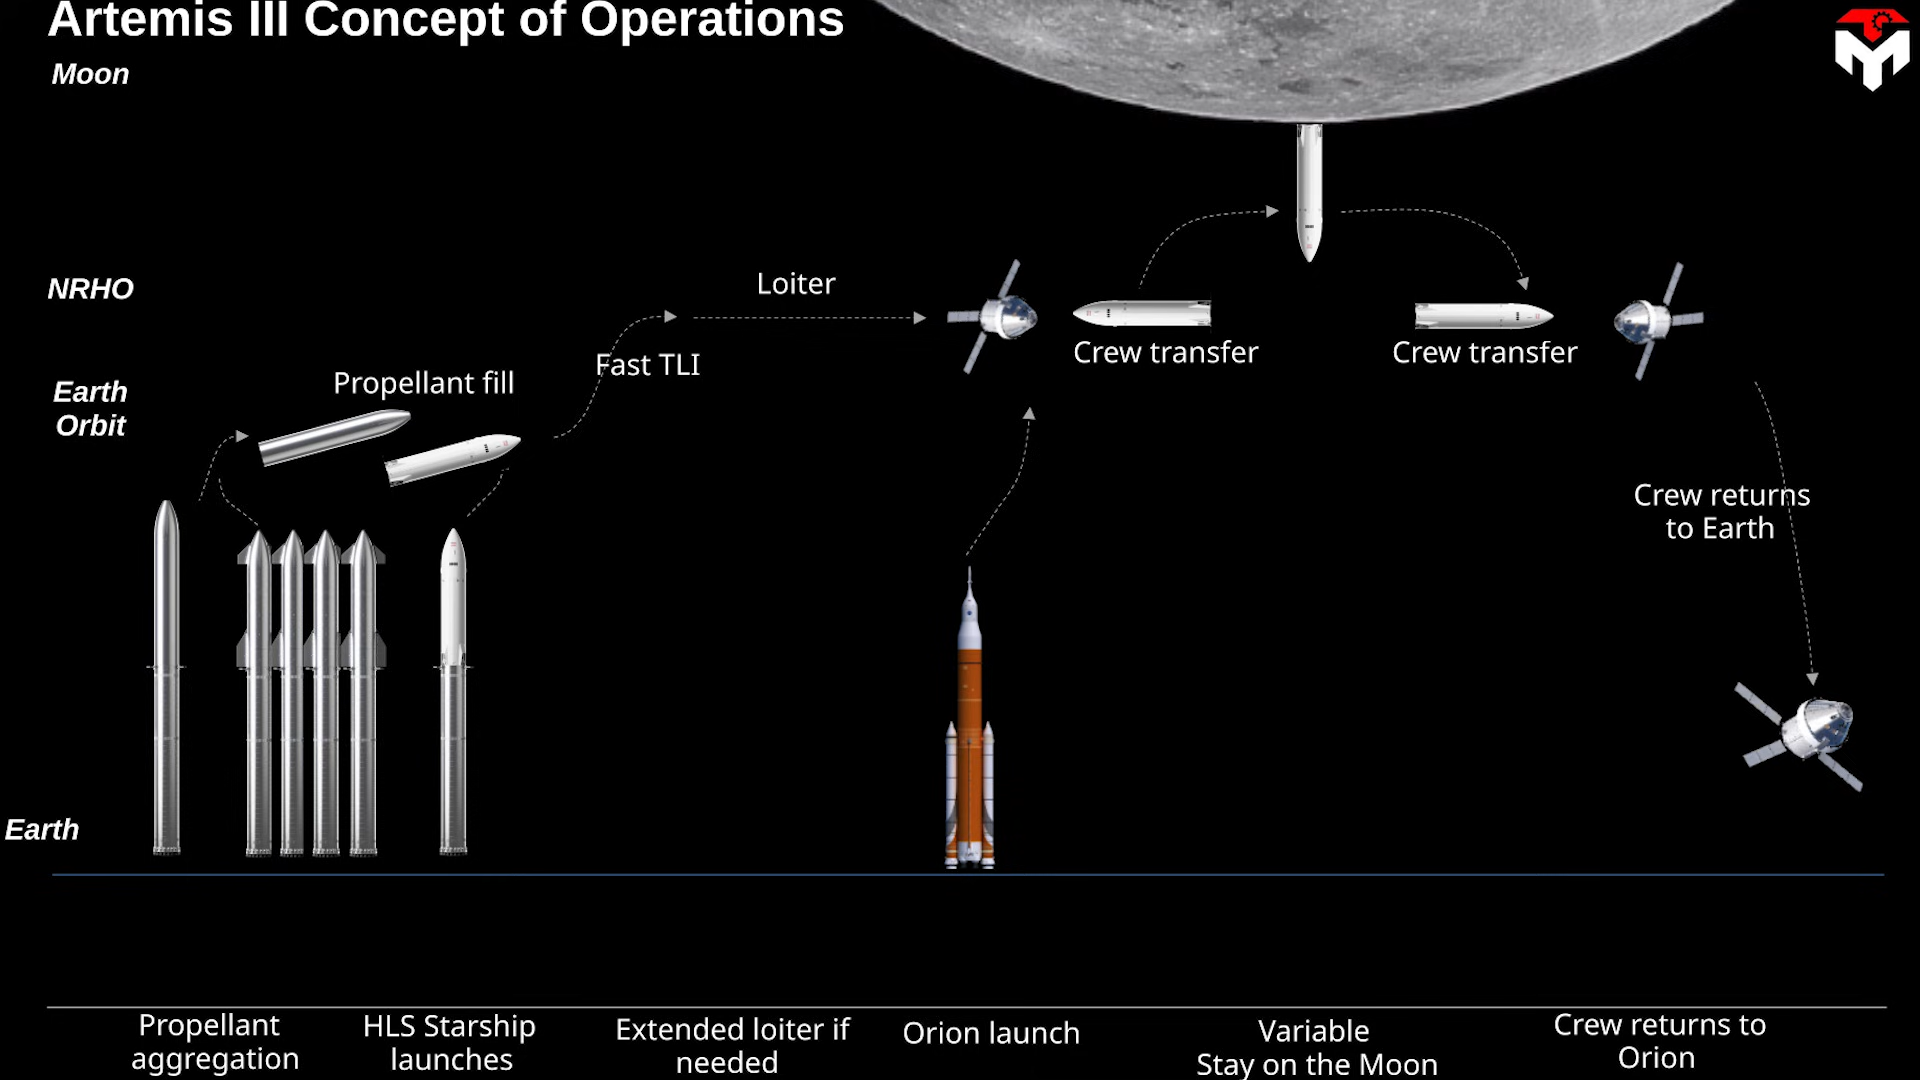 Artemis III Concept of Operations
Moon
NRHO
Loiter
Crew transfer
Crew transfer
Fast TLI
Propellant fill
Earth
Orbit
Crew returns
to Earth
Earth
Propellant
aggregation
HLS Starship
launches
Extended loiter if
needed
Orion launch
Variable
Stay on the Moon
Crew returns to
Orion